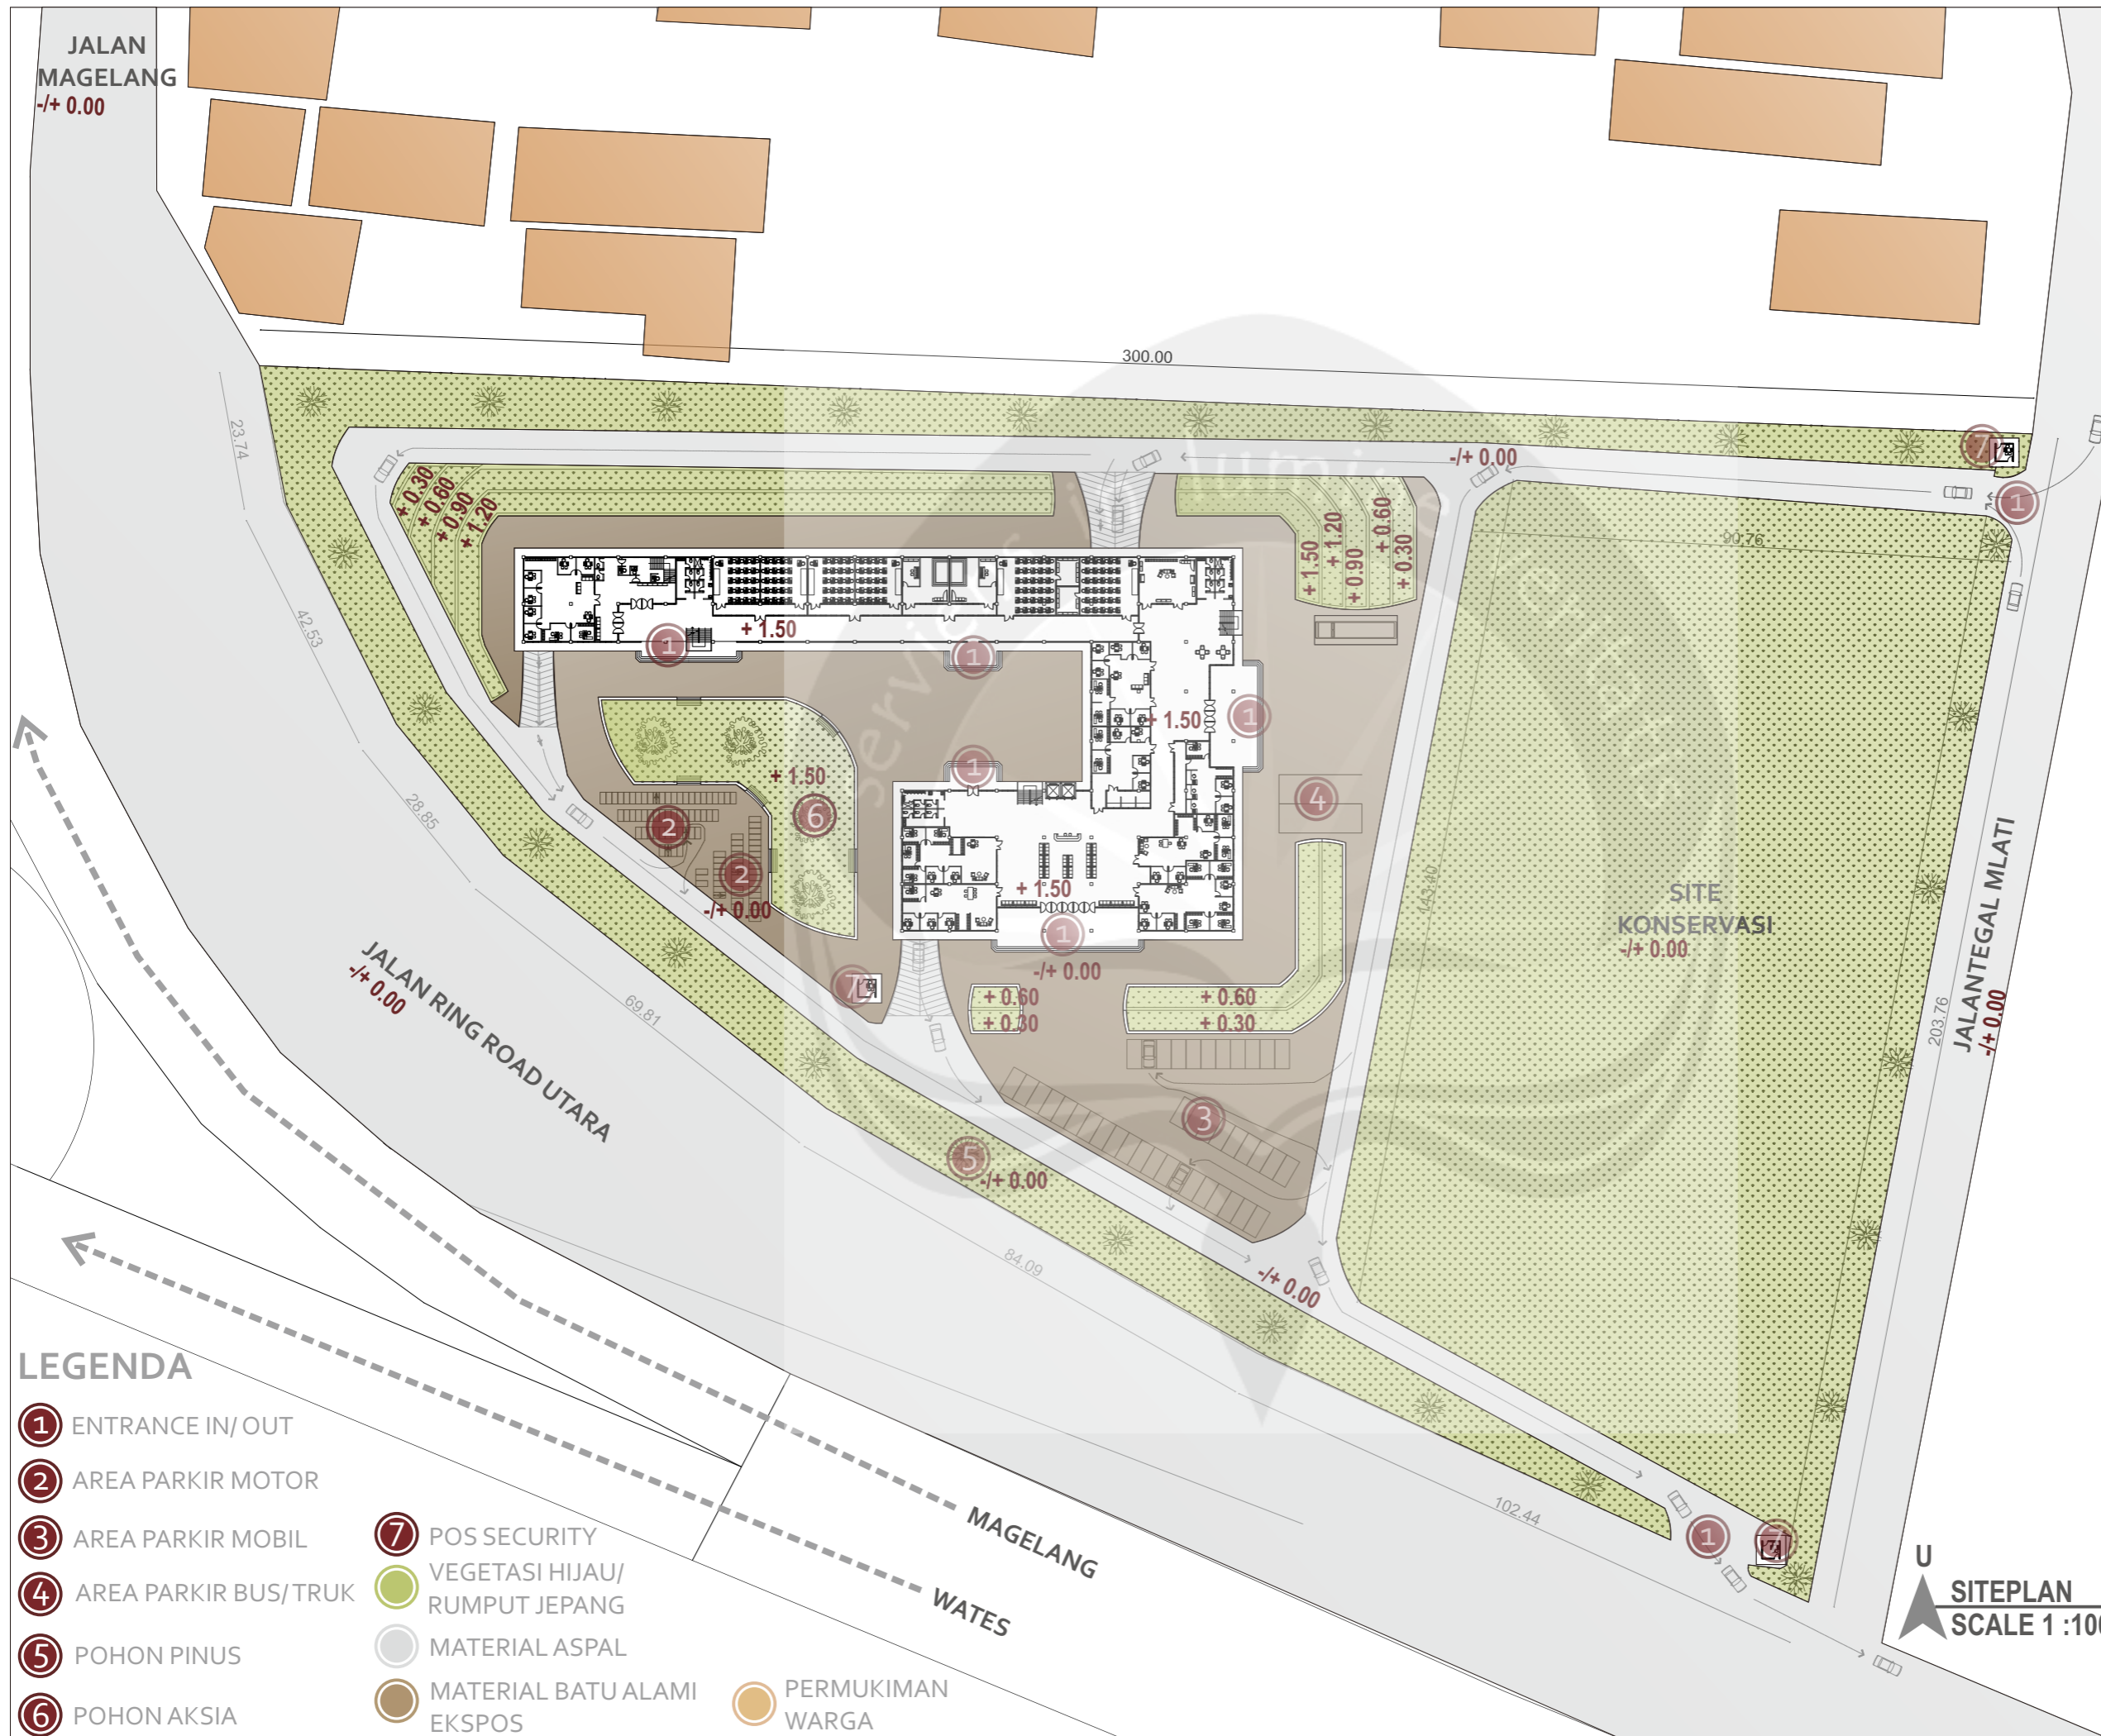 JALAN
MAGELANG
-/+ 0.00
300.00
23.74
+ 0.30
+ 0.60
+ 0.90
+ 1.20
-/+ 0.00
7
1
+ 1.50
+ 1.20
+ 0.90
+ 0.60
+ 0.30
90.76
42.53
1
+ 1.50
1
+ 1.50
1
1
+ 1.50
6
28.85
2
2
-/+ 0.00
4
+ 1.50
1
-/+ 0.00
7
+ 0.60
+ 0.30
+ 0.60
+ 0.30
SITE
KONSERVASI
-/+ 0.00
JALANTEGAL MLATI
-/+ 0.00
203.76
JALAN RING ROAD UTARA
-/+ 0.00
69.81
3
5
-/+ 0.00
84.09
-/+ 0.00
102.44
1
7
MAGELANG
WATES
LEGENDA
1 ENTRANCE IN/ OUT
2 AREA PARKIR MOTOR
3 AREA PARKIR MOBIL
4 AREA PARKIR BUS/ TRUK
5 POHON PINUS
6 POHON AKSIA
7 POS SECURITY
VEGETASI HIJAU/
RUMPUT JEPANG
MATERIAL ASPAL
MATERIAL BATU ALAMI
EKSPOS
PERMUKIMAN
WARGA
U
SITEPLAN
SCALE 1 :100